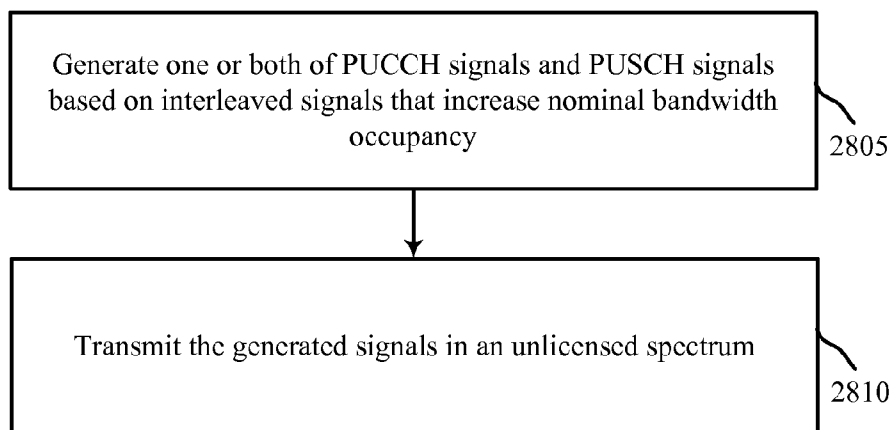 Generate one or both of PUCCH signals and PUSCH signals
based on interleaved signals that increase nominal bandwidth
occupancy
2805
Transmit the generated signals in an unlicensed spectrum
2810